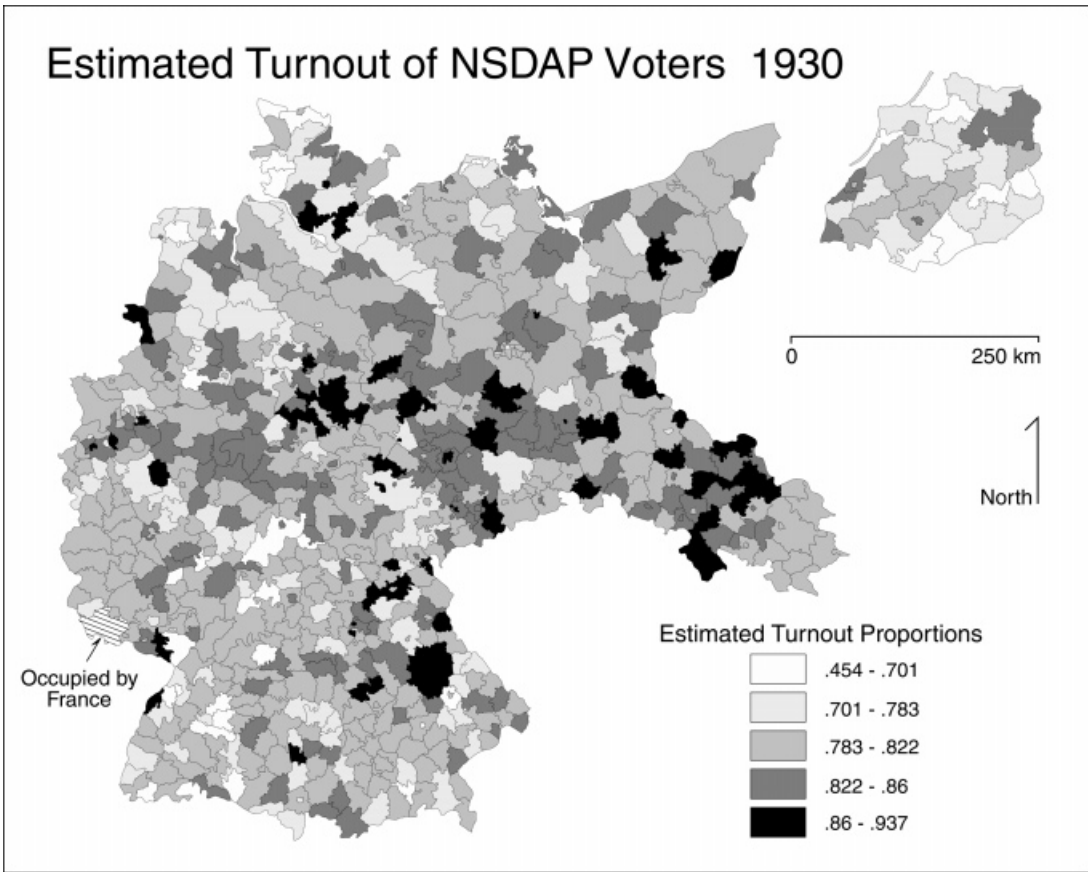 Estimated Turnout of NSDAP Voters 1930
0 250 km
North
Occupied by
France
Estimated Turnout Proportions
.454 - .701
.701 - .783
.783 - .822
.822 - .86
.86 - .937